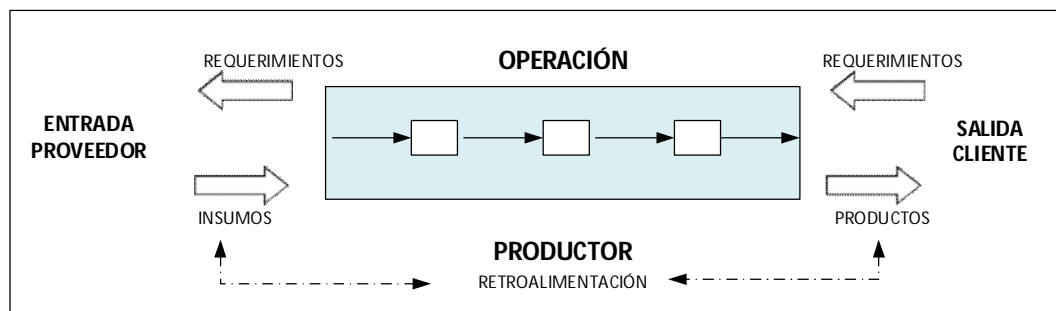 OPERACIÓN
REQUERIMIENTOS
REQUERIMIENTOS
ENTRADA
PROVEEDOR
SALIDA
CLIENTE
INSUMOS
PRODUCTOS
PRODUCTOR
RETROALIMENTACIÓN